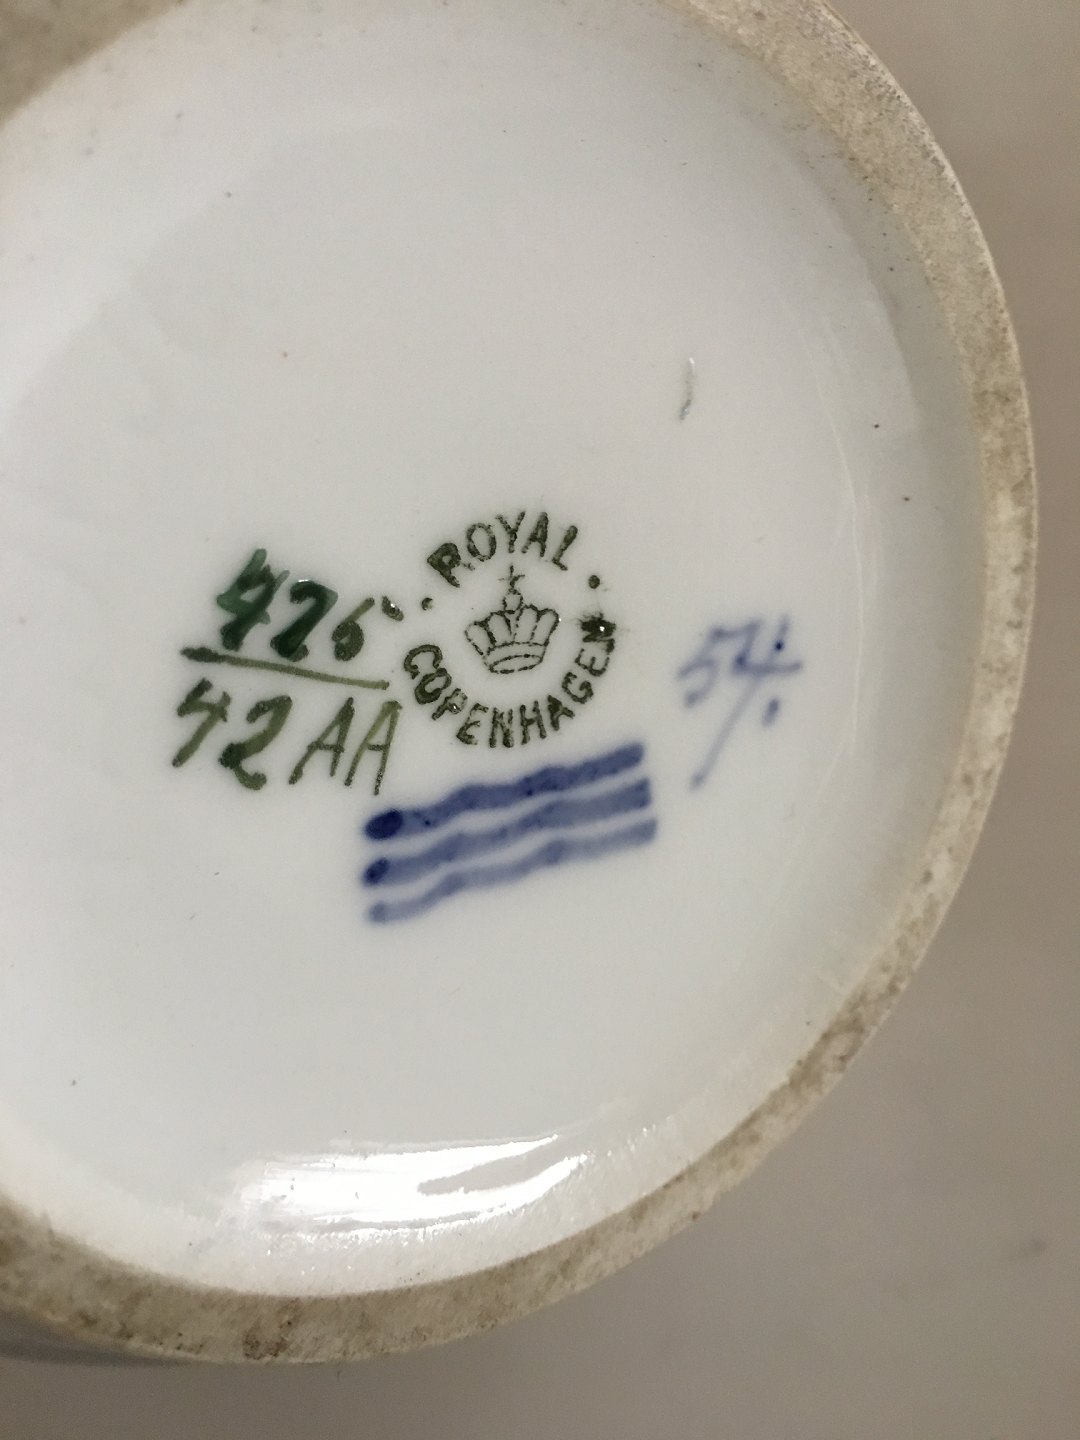 ROYAL
COPENHAGEN
426
42AA
54.